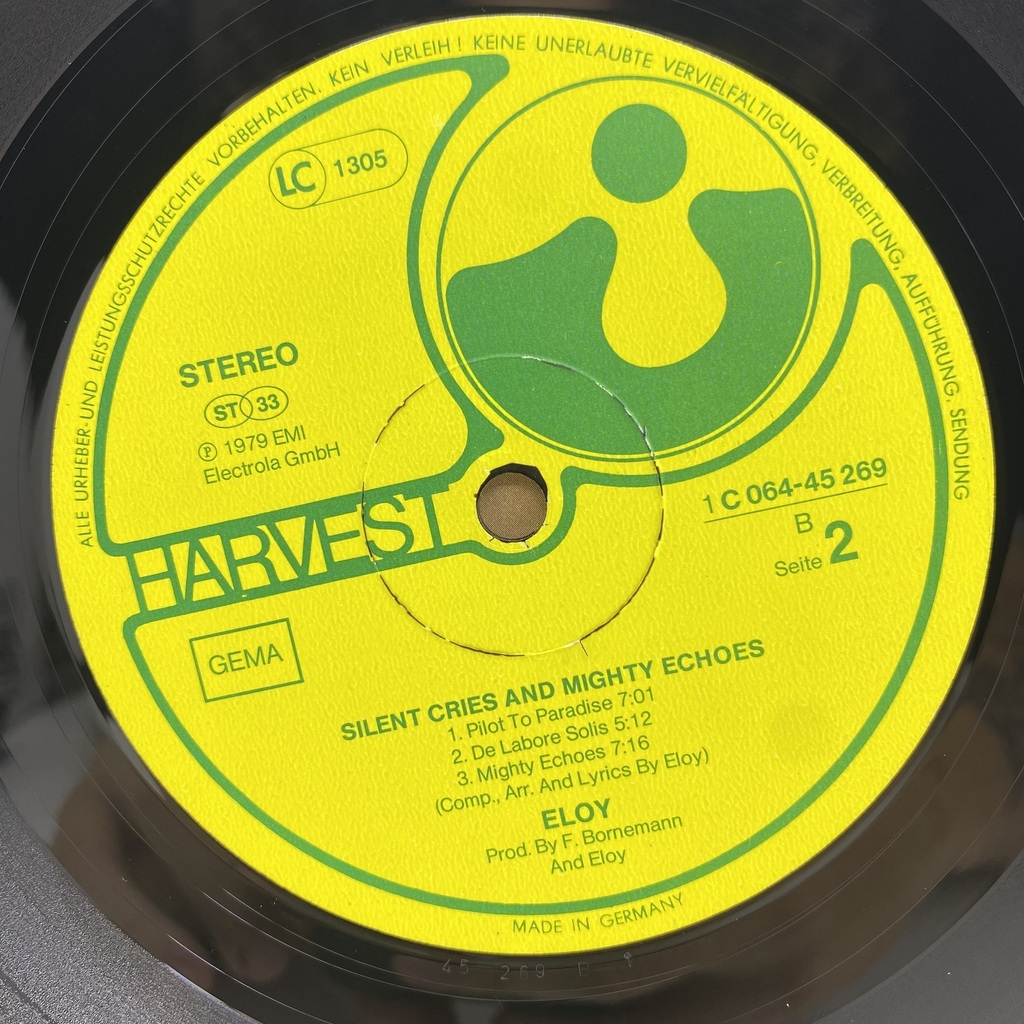 ALLE URHEBER- UND LEISTUNGSSCHUTZRECHTE VORBEHALTEN. KEIN VERLEIH! KEINE UNERLAUBTE VERVIELFÄLTIGUNG, VERBREITUNG, AUFFÜHRUNG, SENDUNG
LC 1305
STEREO
ST 33
℗ 1979 EMI
Electrola GmbH
HARVEST
GEMA
1 C 064-45 269
B
Seite 2
SILENT CRIES AND MIGHTY ECHOES
1. Pilot To Paradise 7:01
2. De Labore Solis 5:12
3. Mighty Echoes 7:16
(Comp., Arr. And Lyrics By Eloy)
ELOY
Prod. By F. Bornemann
And Eloy
MADE IN GERMANY
45 269 B